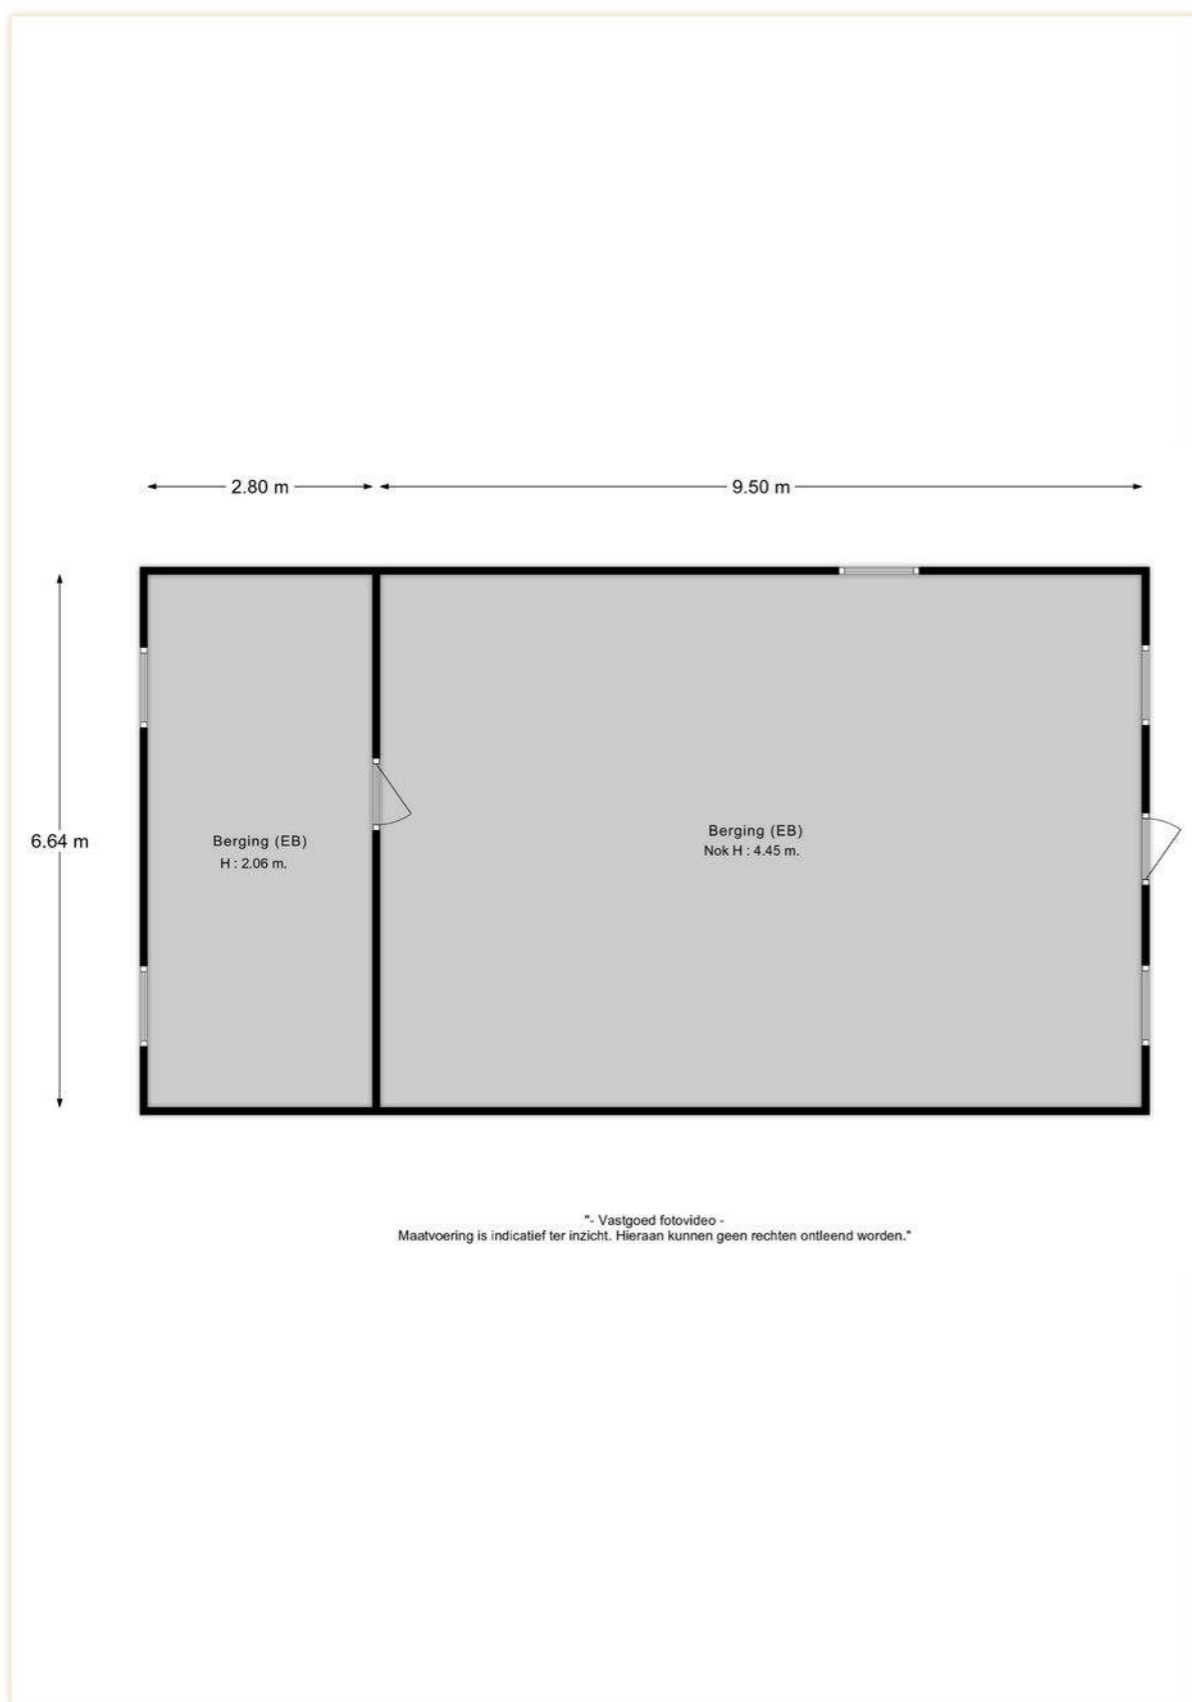 2.80 m
9.50 m
6.64 m
Berging (EB)
H : 2.06 m.
Berging (EB)
Nok H : 4.45 m.
"- Vastgoed fotovideo -
Maatvoering is indicatief ter inzicht. Hieraan kunnen geen rechten ontleend worden."